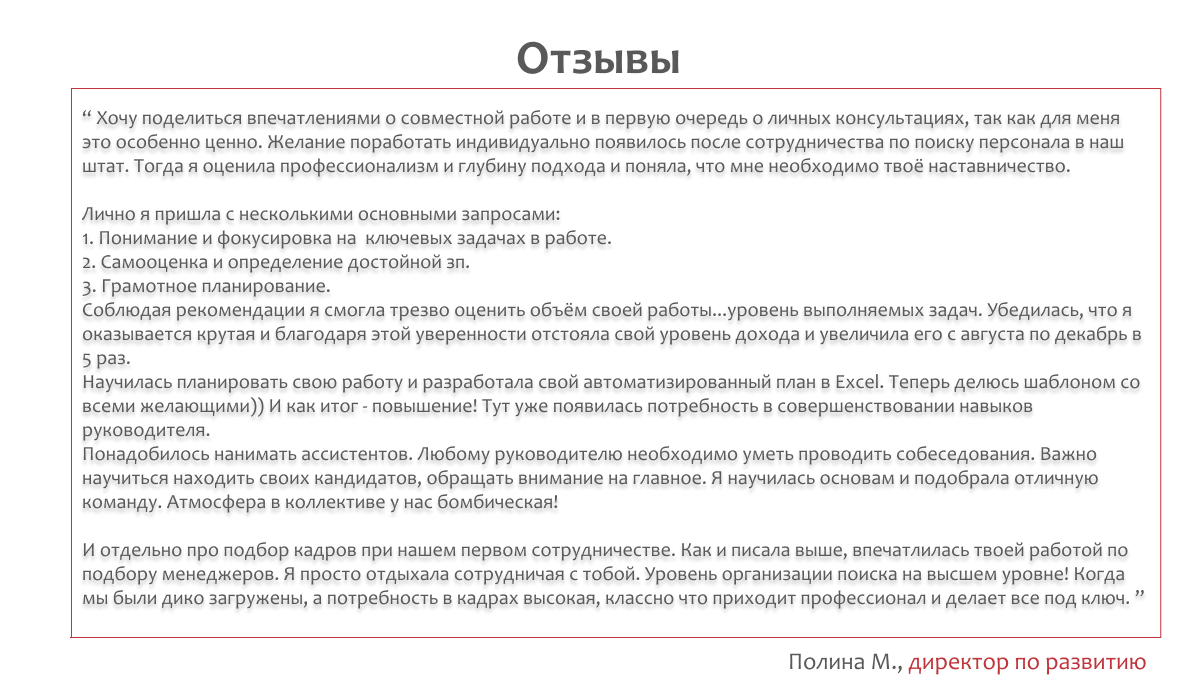 Отзывы
“ Хочу поделиться впечатлениями о совместной работе и в первую очередь о личных консультациях, так как для меня
это особенно ценно. Желание поработать индивидуально появилось после сотрудничества по поиску персонала в наш
штат. Тогда я оценила профессионализм и глубину подхода и поняла, что мне необходимо твоё наставничество.
Лично я пришла с несколькими основными запросами:
1. Понимание и фокусировка на  ключевых задачах в работе.
2. Самооценка и определение достойной зп.
3. Грамотное планирование.
Соблюдая рекомендации я смогла трезво оценить объём своей работы...уровень выполняемых задач. Убедилась, что я
оказывается крутая и благодаря этой уверенности отстояла свой уровень дохода и увеличила его с августа по декабрь в
5 раз.
Научилась планировать свою работу и разработала свой автоматизированный план в Excel. Теперь делюсь шаблоном со
всеми желающими)) И как итог - повышение! Тут уже появилась потребность в совершенствовании навыков
руководителя.
Понадобилось нанимать ассистентов. Любому руководителю необходимо уметь проводить собеседования. Важно
научиться находить своих кандидатов, обращать внимание на главное. Я научилась основам и подобрала отличную
команду. Атмосфера в коллективе у нас бомбическая!
И отдельно про подбор кадров при нашем первом сотрудничестве. Как и писала выше, впечатлилась твоей работой по
подбору менеджеров. Я просто отдыхала сотрудничая с тобой. Уровень организации поиска на высшем уровне! Когда
мы были дико загружены, а потребность в кадрах высокая, классно что приходит профессионал и делает все под ключ. ”
Полина М., директор по развитию